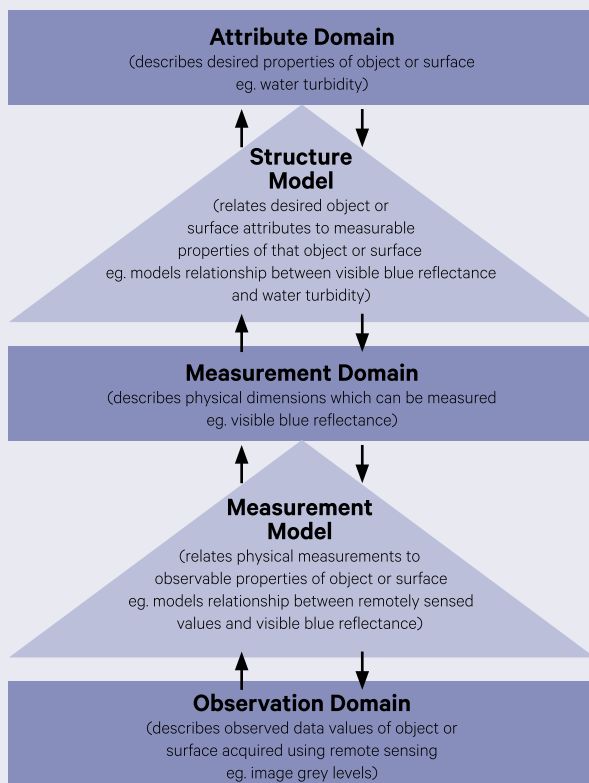 Attribute Domain
(describes desired properties of object or surface
eg. water turbidity)
Structure
Model
(relates desired object or
surface attributes to measurable
properties of that object or surface
eg. models relationship between visible blue reflectance
and water turbidity)
Measurement Domain
(describes physical dimensions which can be measured
eg. visible blue reflectance)
Measurement
Model
(relates physical measurements to
observable properties of object or surface
eg. models relationship between remotely sensed
values and visible blue reflectance)
Observation Domain
(describes observed data values of object or
surface acquired using remote sensing
eg. image grey levels)